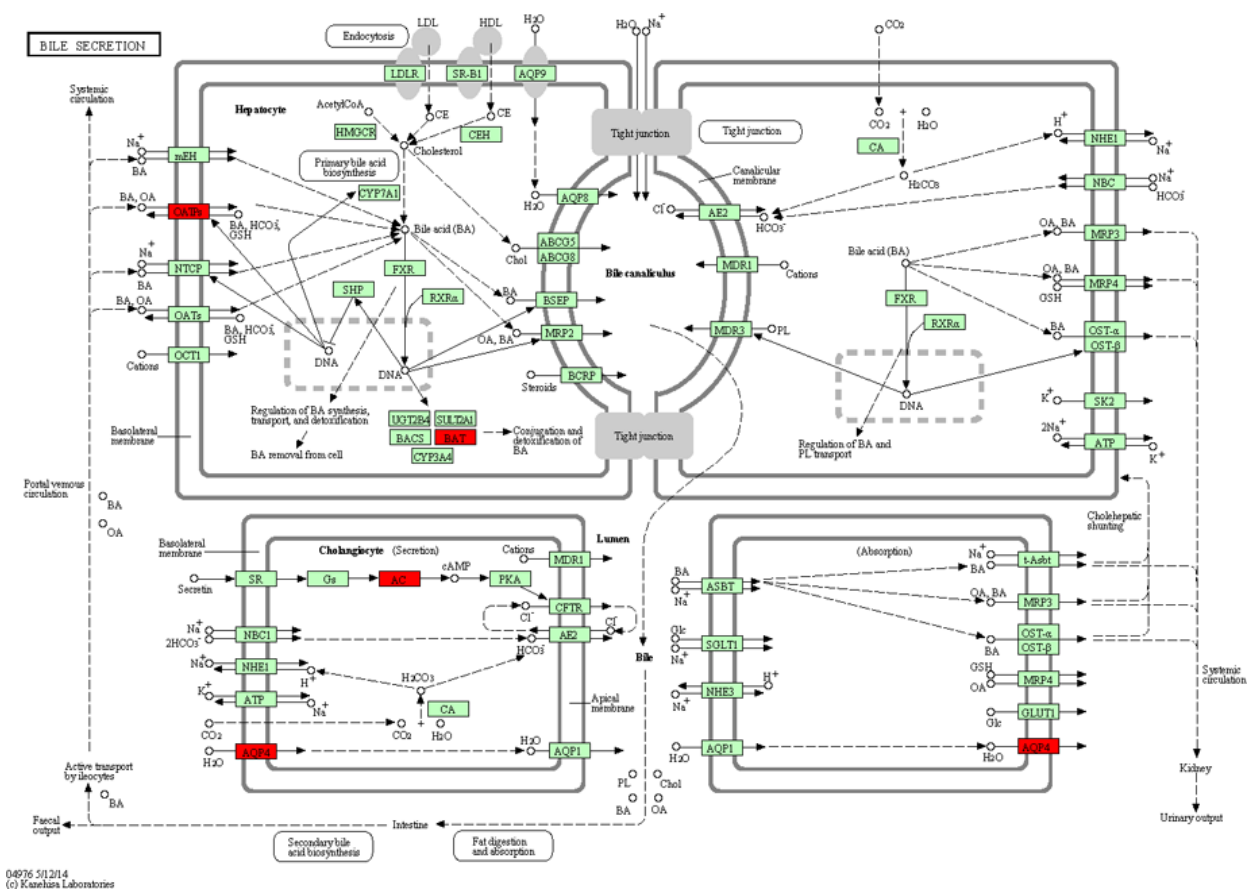 BILE SECRETION
Endocytosis
LDL
HDL
H2O
H2O
Na+
CO2
LDLR
SR-B1
AQP9
Systemic
circulation
Hepatocyte
AcetylCoA
CE
CE
HMGCR
CEH
Cholesterol
Tight junction
Tight junction
CO2
+
H2O
CA
H2CO3
H+
NHE1
Na+
Na+
BA
mEH
Primary bile acid
biosynthesis
CYP7A1
H2O
AQP8
Canalicular
membrane
Cl-
AE2
HCO3-
NBC
Na+
HCO3-
BA, OA
OATPs
BA, HCO3-,
GSH
Bile acid (BA)
Chol
ABCG5
ABCG8
Bile canaliculus
MDR1
Cations
Bile acid (BA)
OA, BA
MRP3
Na+
BA
NTCP
FXR
SHP
RXRα
BA
BSEP
OA, BA
GSH
MRP4
FXR
RXRα
BA, OA
OATs
BA, HCO3-,
GSH
OA, BA
MRP2
MDR3
PL
BA
OST-α
OST-β
Cations
OCT1
DNA
DNA
Steroids
BCRP
DNA
K+
SK2
Regulation of BA synthesis,
transport, and detoxification
BA removal from cell
UGT2B4
SULT2A1
BACS
BAT
CYP3A4
Conjugation and
detoxification of
BA
Tight junction
Regulation of BA and
PL transport
2Na+
ATP
K+
Basolateral
membrane
Portal venous
circulation
BA
OA
Cholehepatic
shunting
Basolateral
membrane
Cholangiocyte (Secretion)
Cations
MDR1
Lumen
(Absorption)
Na+
BA
t-Asbt
Secretin
SR
Gs
AC
cAMP
PKA
CFTR
Cl-
Cl-
BA
Na+
ASBT
OA, BA
MRP3
Na+
2HCO3-
NBC1
HCO3-
AE2
Bile
Glc
Na+
SGLT1
BA
OST-α
OST-β
Na+
NHE1
H+
H2CO3
Na+
NHE3
H+
GSH
OA
MRP4
Systemic
circulation
K+
ATP
Na+
CA
Apical
membrane
Glc
GLUT1
CO2
CO2
+
H2O
H2O
AQP4
H2O
AQP1
H2O
AQP1
H2O
AQP4
Active transport
by ileocytes
BA
PL
Chol
BA
OA
Kidney
Faecal
output
Intestine
Urinary output
Secondary bile
acid biosynthesis
Fat digestion
and absorption
04976 5/12/14
(c) Kanehisa Laboratories